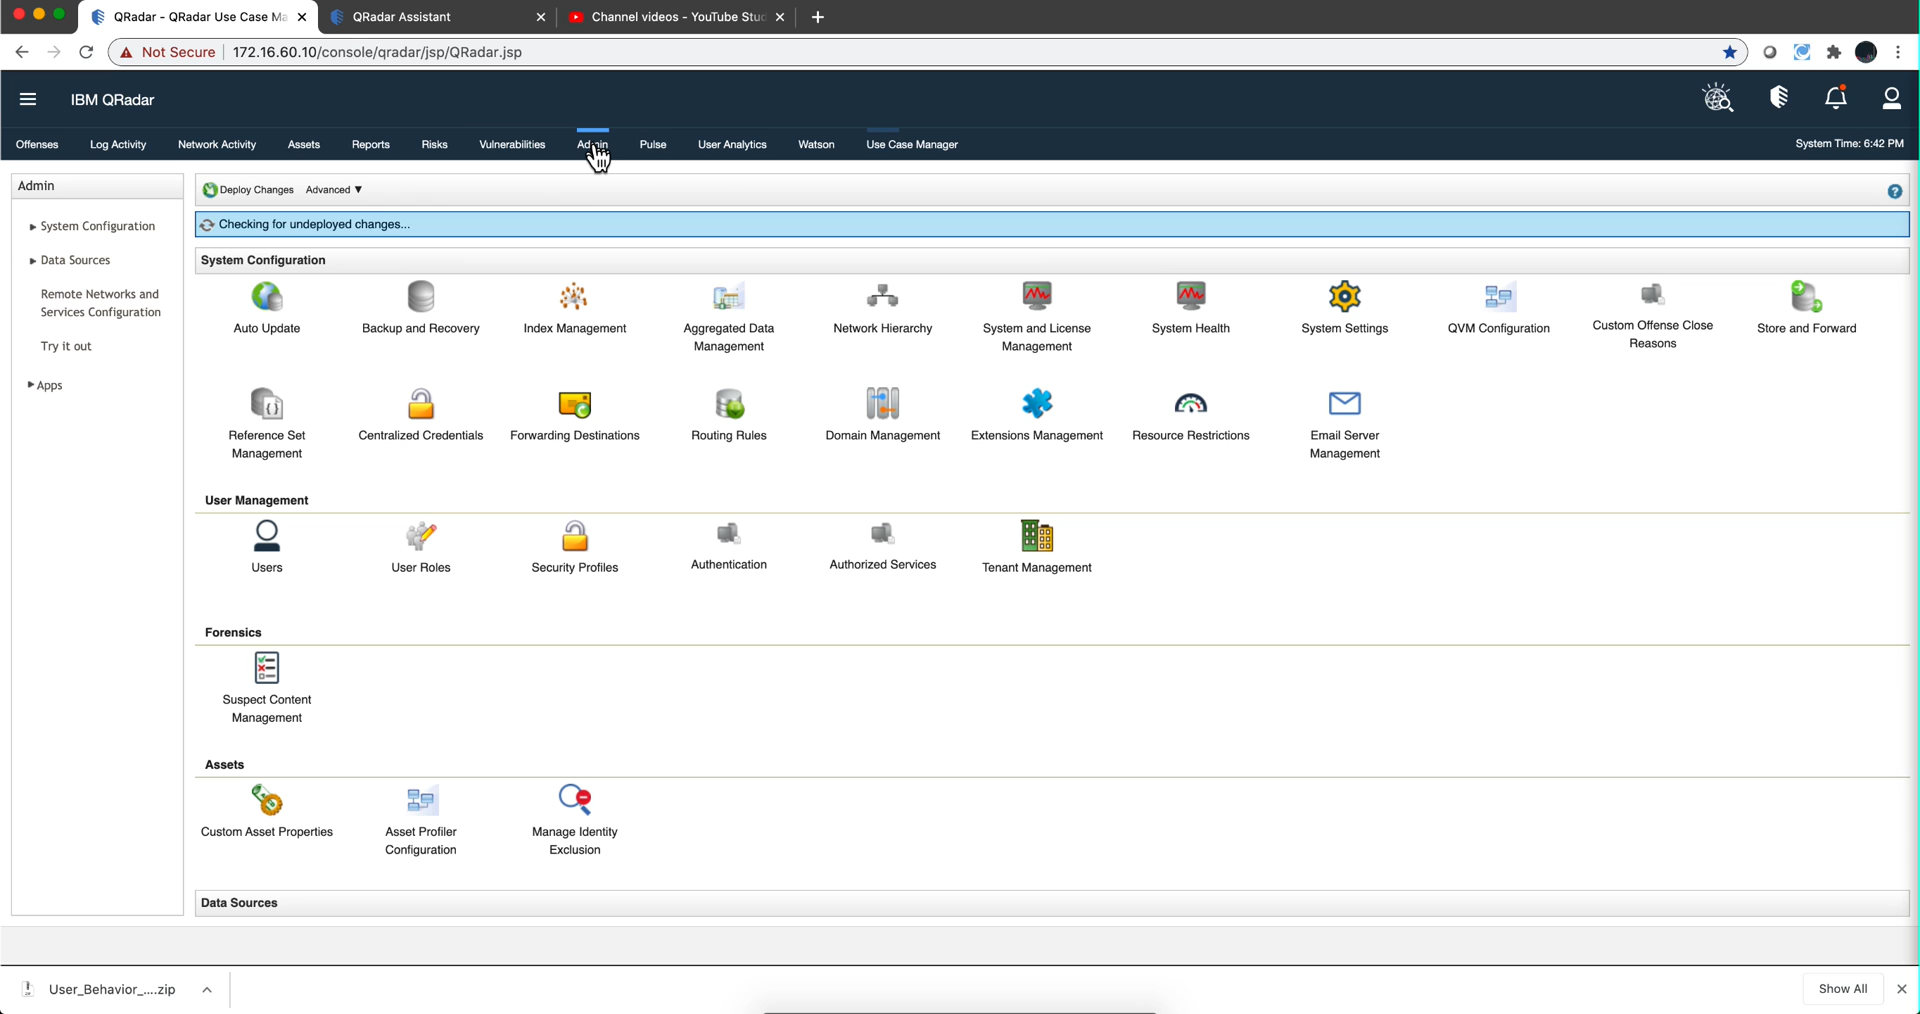 QRadar - QRadar Use Case Ma
QRadar Assistant
Channel videos - YouTube Stud
Not Secure
172.16.60.10/console/qradar/jsp/QRadar.jsp
IBM QRadar
Offenses
Log Activity
Network Activity
Assets
Reports
Risks
Vulnerabilities
Admin
Pulse
User Analytics
Watson
Use Case Manager
System Time: 6:42 PM
Admin
System Configuration
Data Sources
Remote Networks and
Services Configuration
Try it out
Apps
Deploy Changes
Advanced ▼
Checking for undeployed changes...
System Configuration
Auto Update
Backup and Recovery
Index Management
Aggregated Data
Management
Network Hierarchy
System and License
Management
System Health
System Settings
QVM Configuration
Custom Offense Close
Reasons
Store and Forward
Reference Set
Management
Centralized Credentials
Forwarding Destinations
Routing Rules
Domain Management
Extensions Management
Resource Restrictions
Email Server
Management
User Management
Users
User Roles
Security Profiles
Authentication
Authorized Services
Tenant Management
Forensics
Suspect Content
Management
Assets
Custom Asset Properties
Asset Profiler
Configuration
Manage Identity
Exclusion
Data Sources
User_Behavior_....zip
Show All